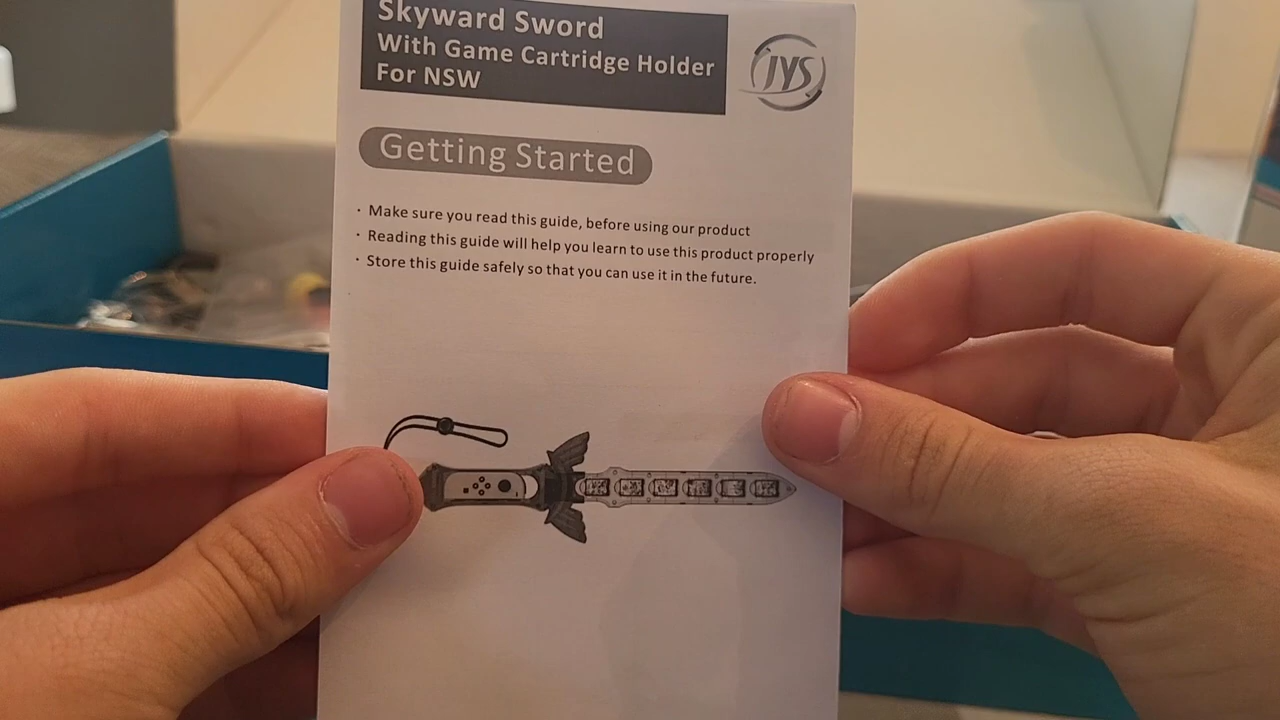 Skyward Sword
With Game Cartridge Holder
For NSW
JYS
Getting Started
· Make sure you read this guide, before using our product
· Reading this guide will help you learn to use this product properly
· Store this guide safely so that you can use it in the future.